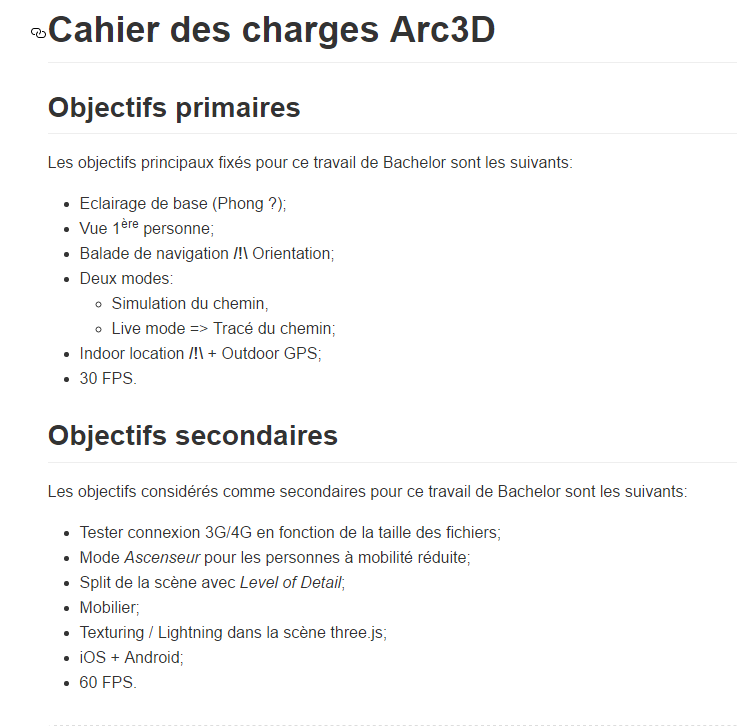 Cahier des charges Arc3D
Objectifs primaires
Les objectifs principaux fixés pour ce travail de Bachelor sont les suivants:
Eclairage de base (Phong ?);
Vue 1ère personne;
Balade de navigation /!\ Orientation;
Deux modes:
Simulation du chemin,
Live mode => Tracé du chemin;
Indoor location /!\ + Outdoor GPS;
30 FPS.
Objectifs secondaires
Les objectifs considérés comme secondaires pour ce travail de Bachelor sont les suivants:
Tester connexion 3G/4G en fonction de la taille des fichiers;
Mode Ascenseur pour les personnes à mobilité réduite;
Split de la scène avec Level of Detail;
Mobilier;
Texturing / Lightning dans la scène three.js;
iOS + Android;
60 FPS.